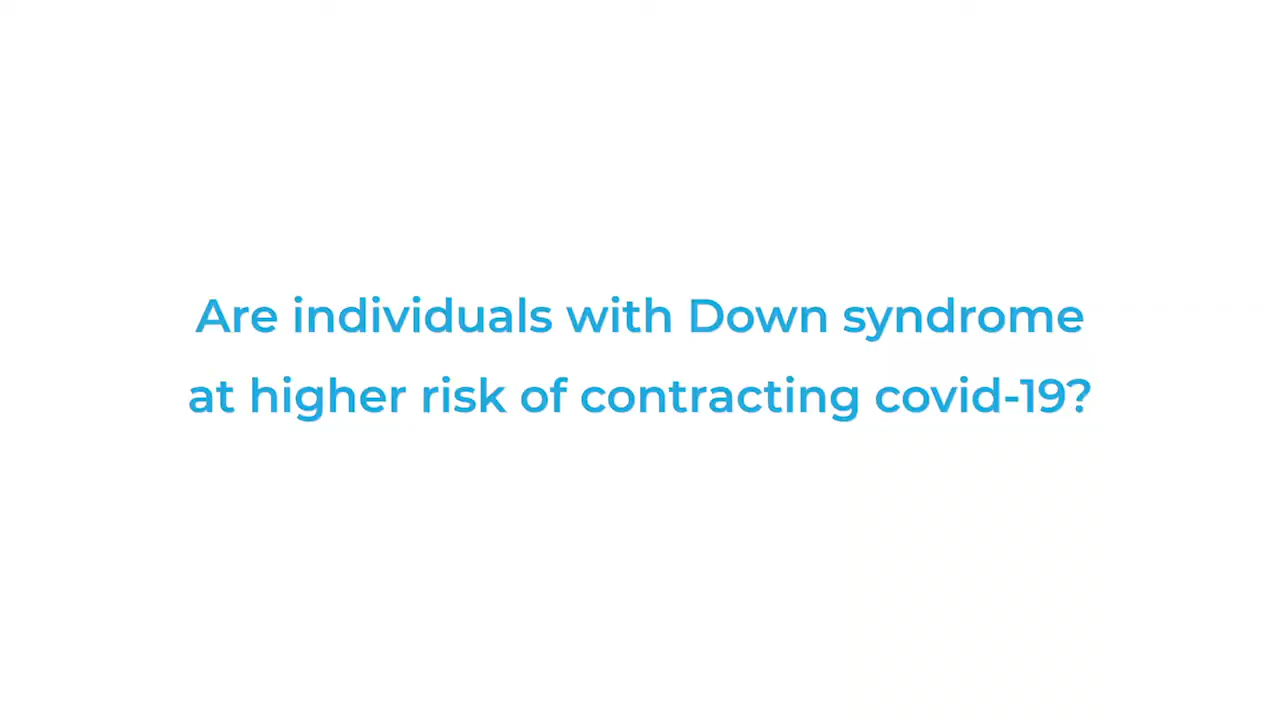 Are individuals with Down syndrome
at higher risk of contracting covid-19?